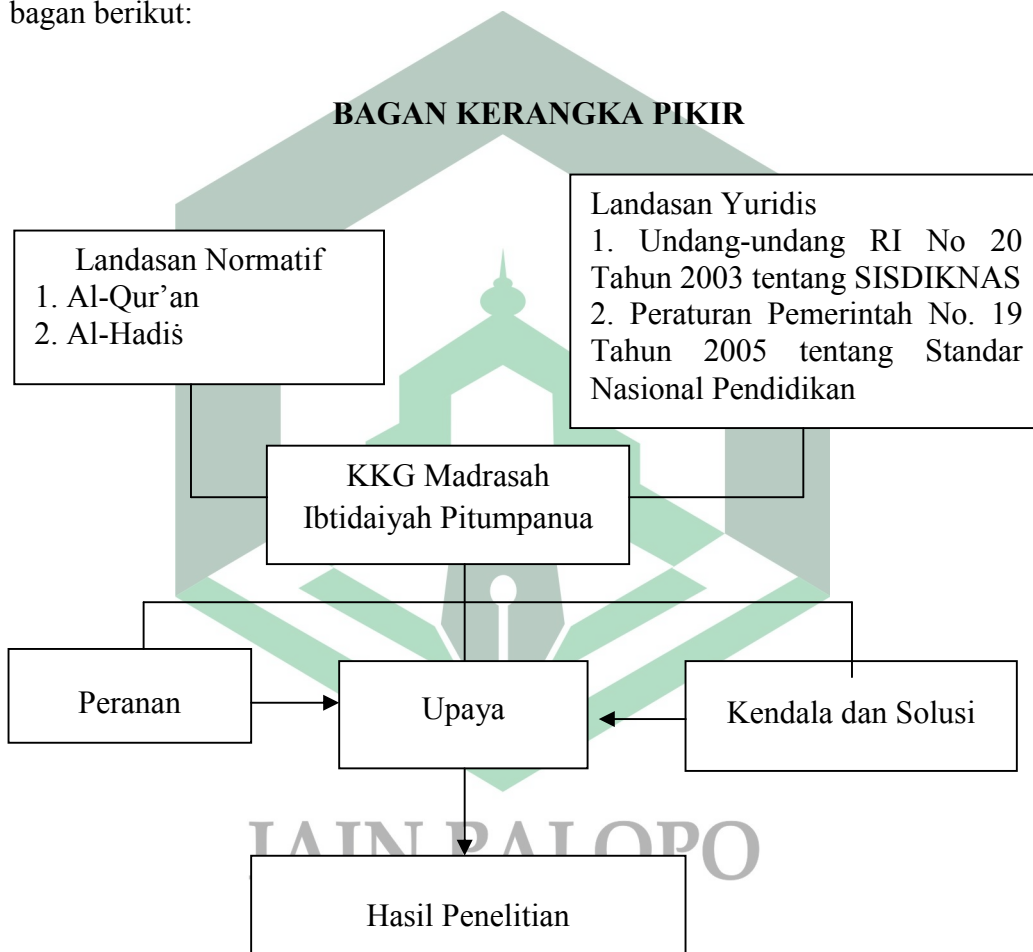 bagan berikut:
BAGAN KERANGKA PIKIR
Landasan Normatif
1. Al-Qur’an
2. Al-Hadiṡ
Landasan Yuridis
1. Undang-undang RI No 20
Tahun 2003 tentang SISDIKNAS
2. Peraturan Pemerintah No. 19
Tahun 2005 tentang Standar
Nasional Pendidikan
KKG Madrasah
Ibtidaiyah Pitumpanua
Peranan
Upaya
Kendala dan Solusi
IAIN PALOPO
Hasil Penelitian